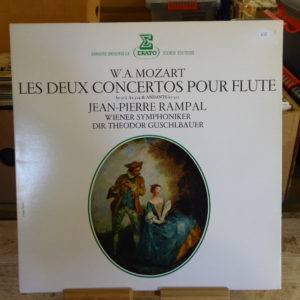 ERATO
W.A. MOZART
LES DEUX CONCERTOS POUR FLUTE
JEAN-PIERRE RAMPAL
WIENER SYMPHONIKER
DIR THEODOR GUSCHLBAUER